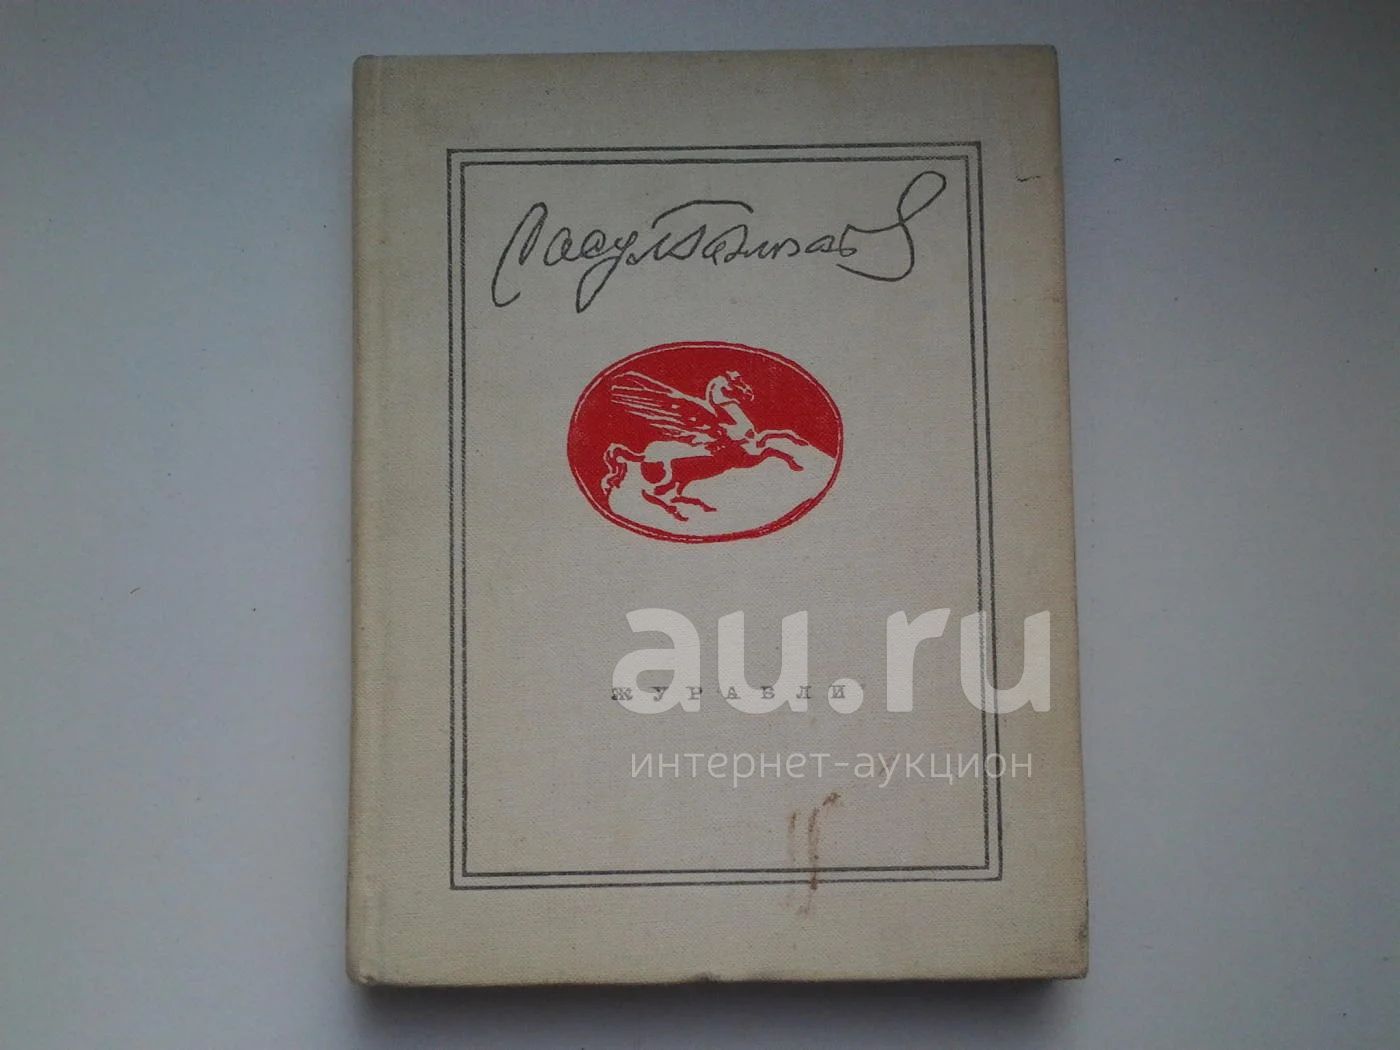 Расул Гамзатов
ЖУРАВЛИ
au.ru
интернет-аукцион